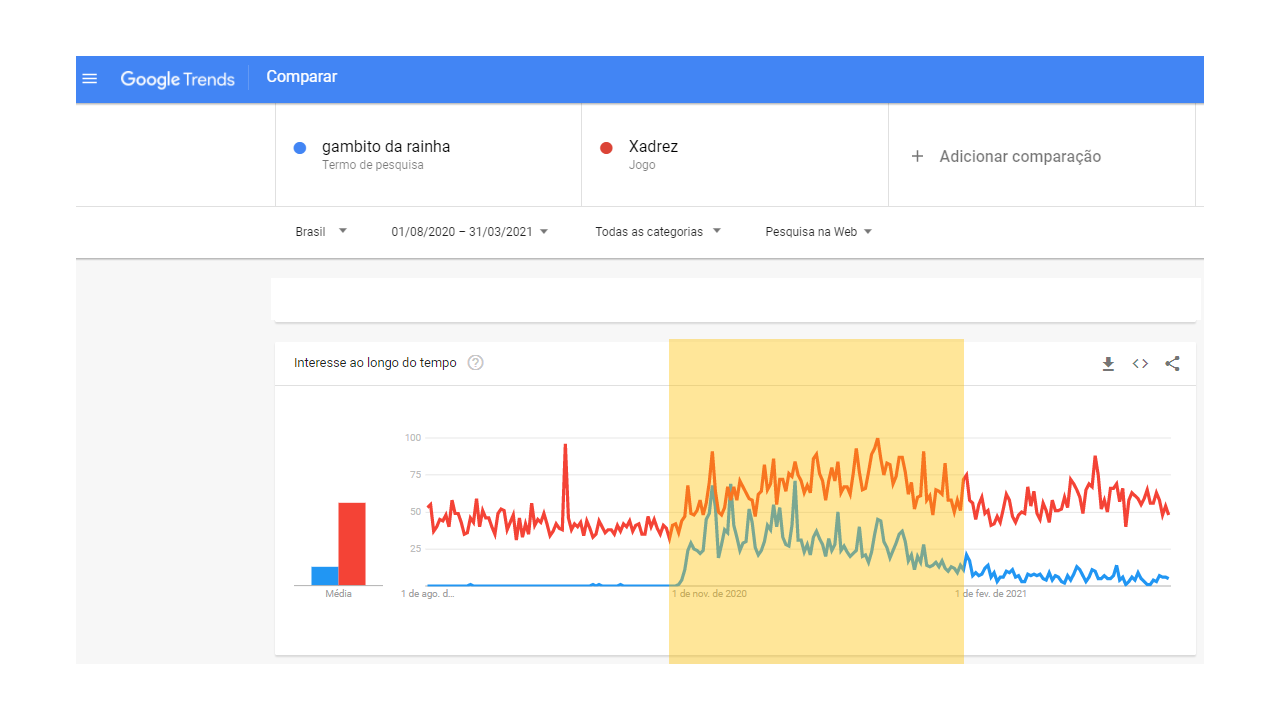 Google Trends Comparar
gambito da rainha
Termo de pesquisa
Xadrez
Jogo
+ Adicionar comparação
Brasil 01/08/2020 – 31/03/2021 Todas as categorias Pesquisa na Web
Interesse ao longo do tempo ?
100
75
50
25
Média 1 de ago. d... 1 de nov. de 2020 1 de fev. de 2021